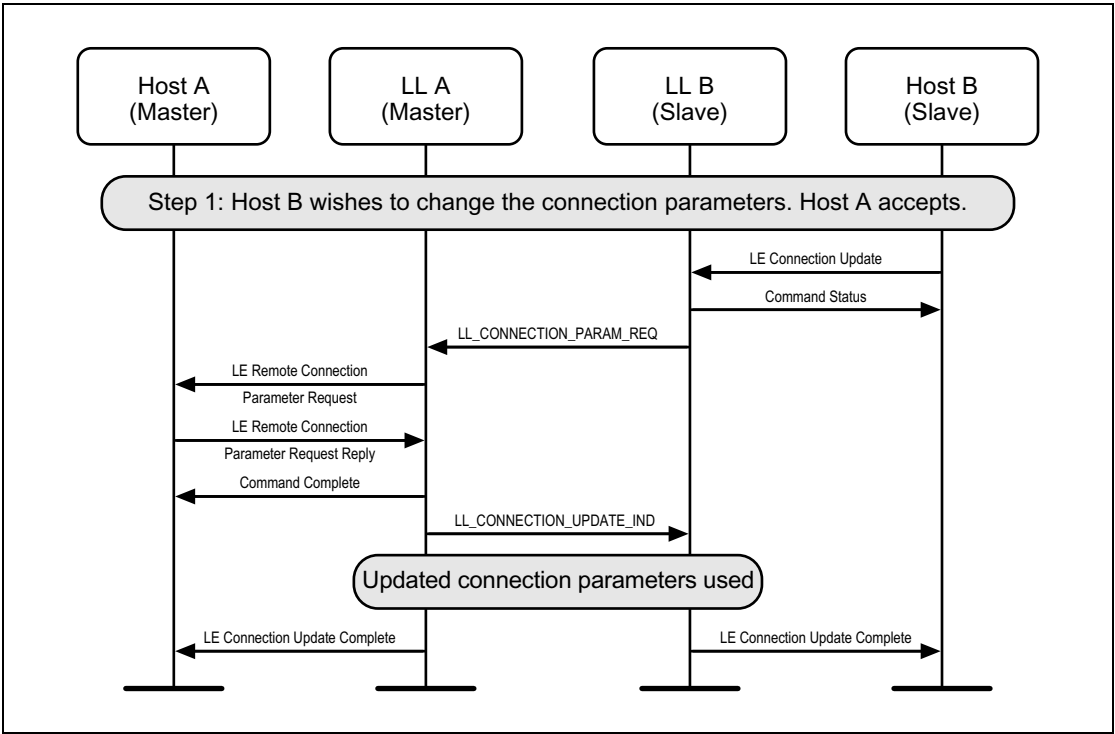 Host A
(Master)
LL A
(Master)
LL B
(Slave)
Host B
(Slave)
Step 1: Host B wishes to change the connection parameters. Host A accepts.
LE Connection Update
Command Status
LL_CONNECTION_PARAM_REQ
LE Remote Connection
Parameter Request
LE Remote Connection
Parameter Request Reply
Command Complete
LL_CONNECTION_UPDATE_IND
Updated connection parameters used
LE Connection Update Complete
LE Connection Update Complete